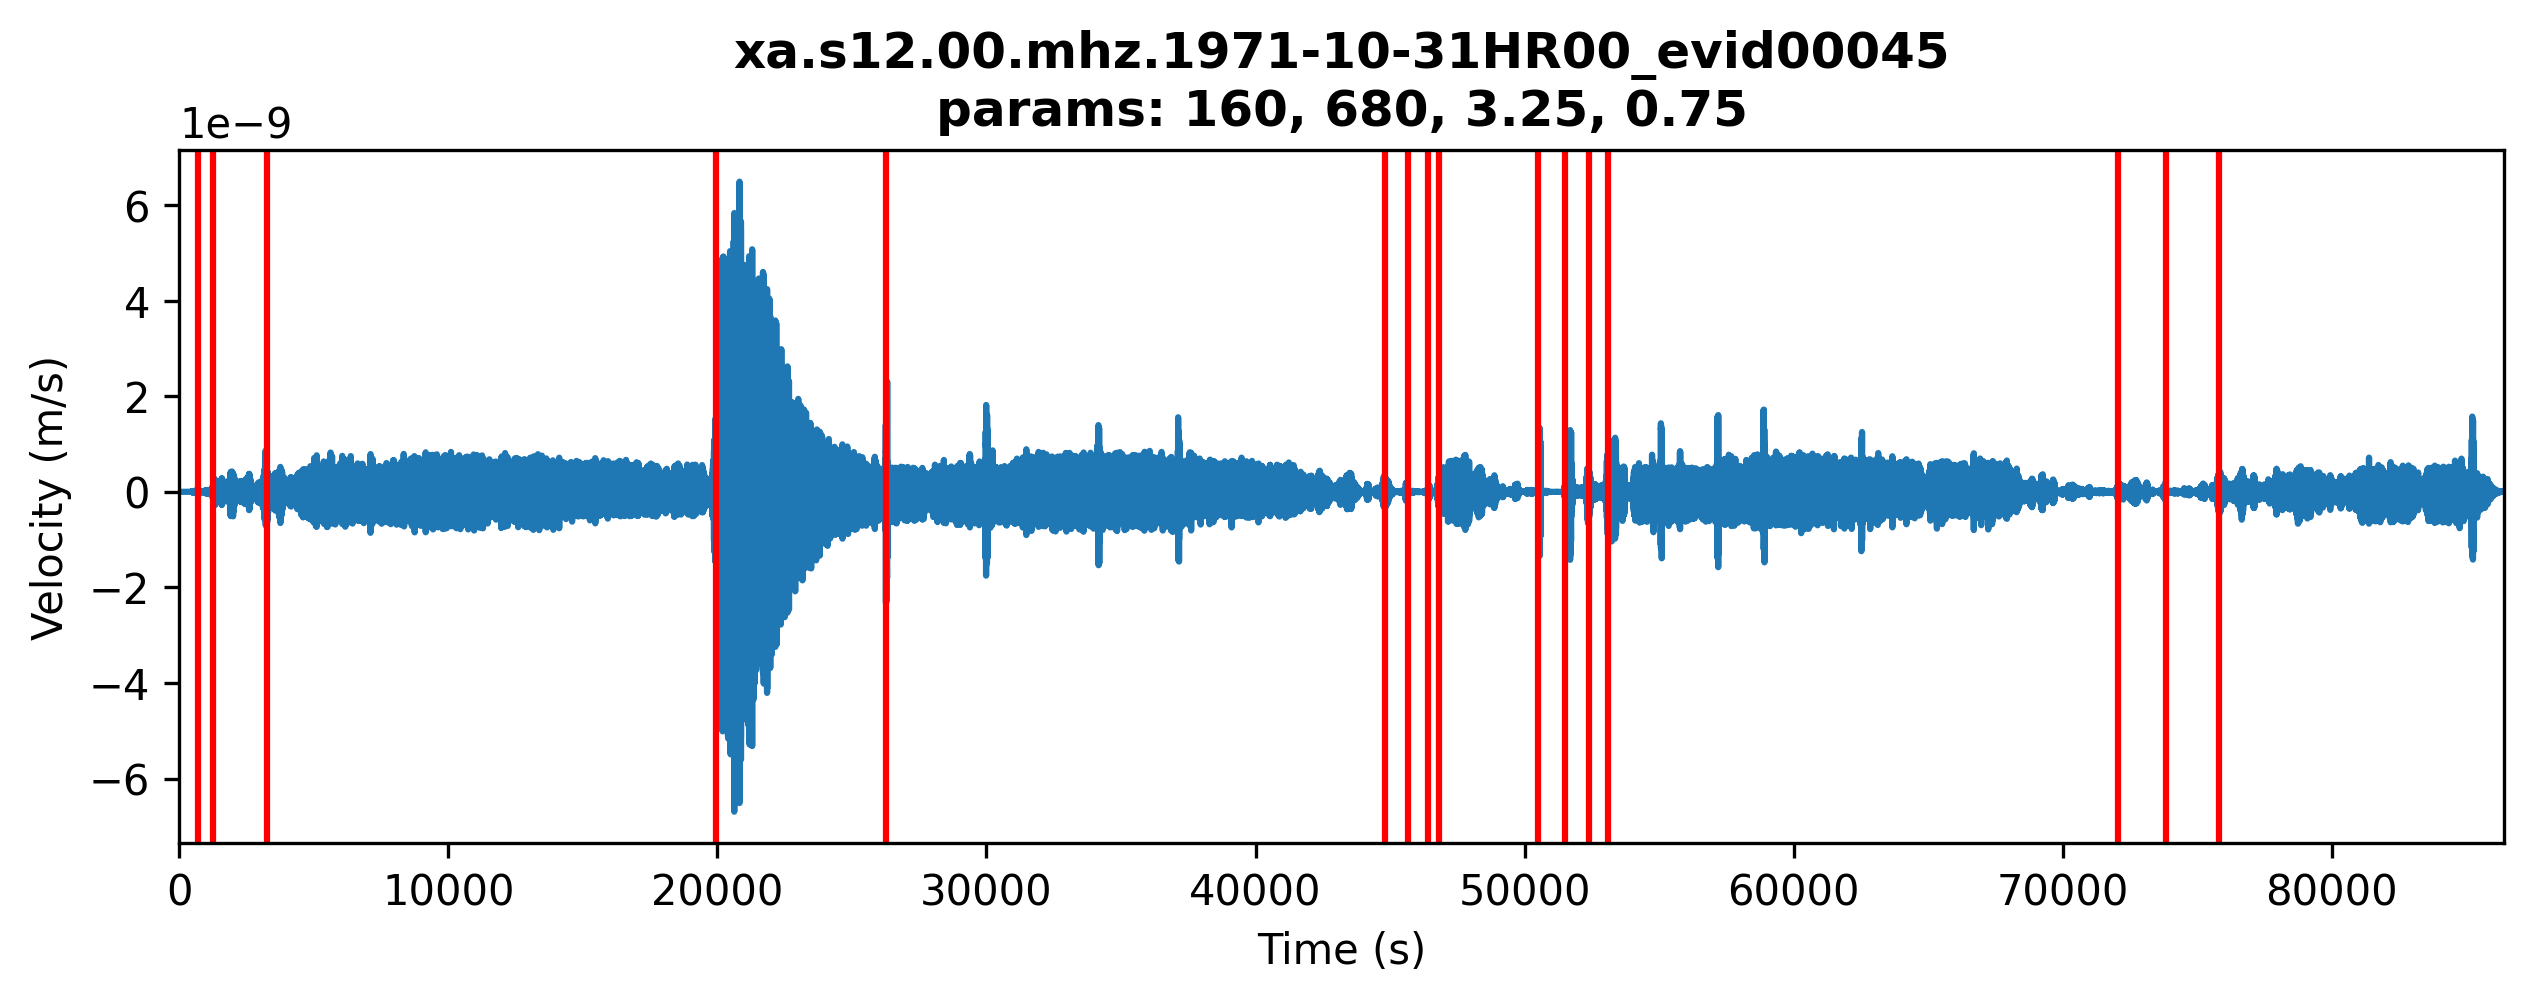 xa.s12.00.mhz.1971-10-31HR00_evid00045
params: 160, 680, 3.25, 0.75
1e−9
6
4
2
0
−2
−4
−6
Velocity (m/s)
0 10000 20000 30000 40000 50000 60000 70000 80000
Time (s)